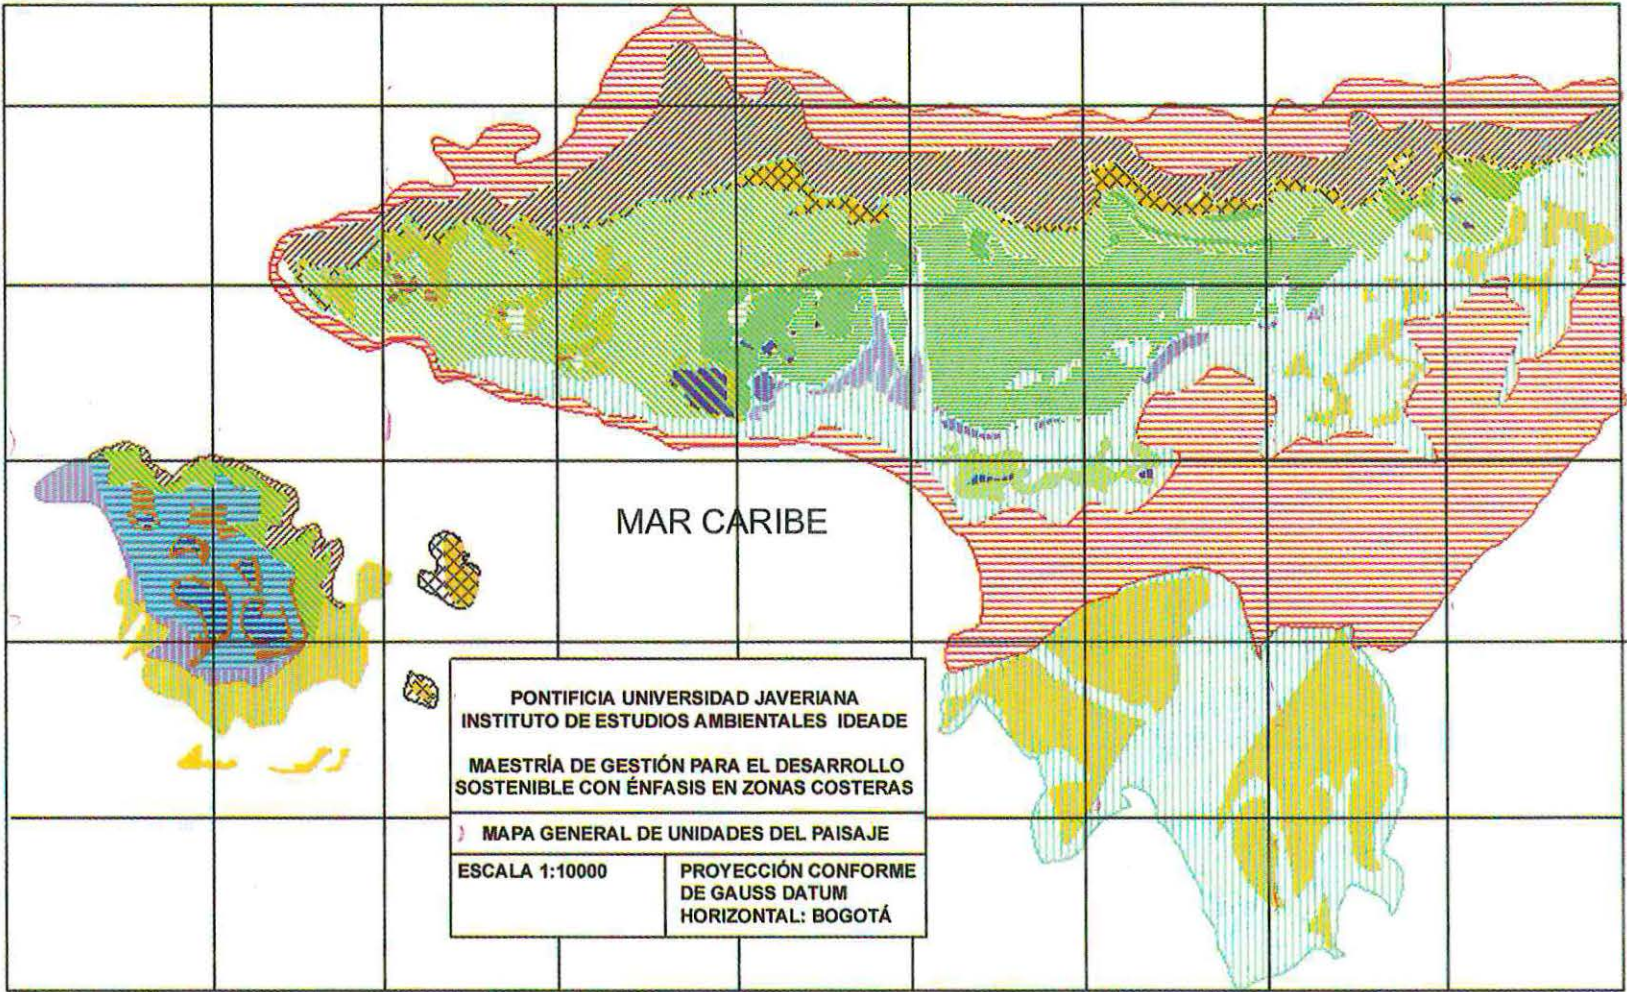 MAR CARIBE
PONTIFICIA UNIVERSIDAD JAVERIANA
INSTITUTO DE ESTUDIOS AMBIENTALES IDEADE
MAESTRÍA DE GESTIÓN PARA EL DESARROLLO
SOSTENIBLE CON ÉNFASIS EN ZONAS COSTERAS
MAPA GENERAL DE UNIDADES DEL PAISAJE
ESCALA 1:10000
PROYECCIÓN CONFORME
DE GAUSS DATUM
HORIZONTAL: BOGOTÁ